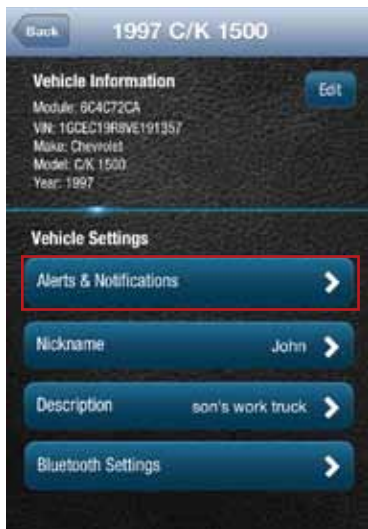 Back 1997 C/K 1500
Vehicle Information
Edit
Module: 6C4C72CA
VIN: 1GCEC19R8VE191357
Make: Chevrolet
Model: C/K 1500
Year: 1997
Vehicle Settings
Alerts & Notifications
Nickname John
Description son's work truck
Bluetooth Settings